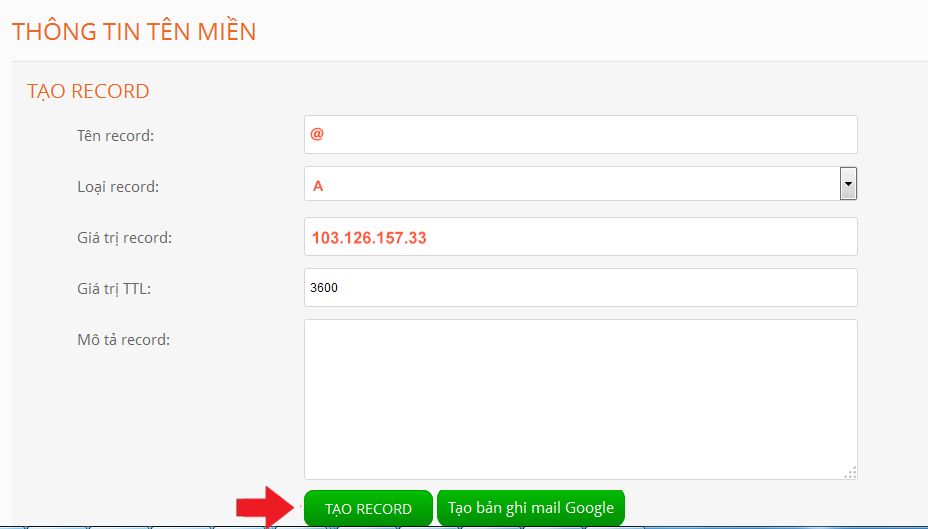 THÔNG TIN TÊN MIỀN
TẠO RECORD
Tên record: @
Loại record: A
Giá trị record: 103.126.157.33
Giá trị TTL: 3600
Mô tả record:
TẠO RECORD Tạo bản ghi mail Google